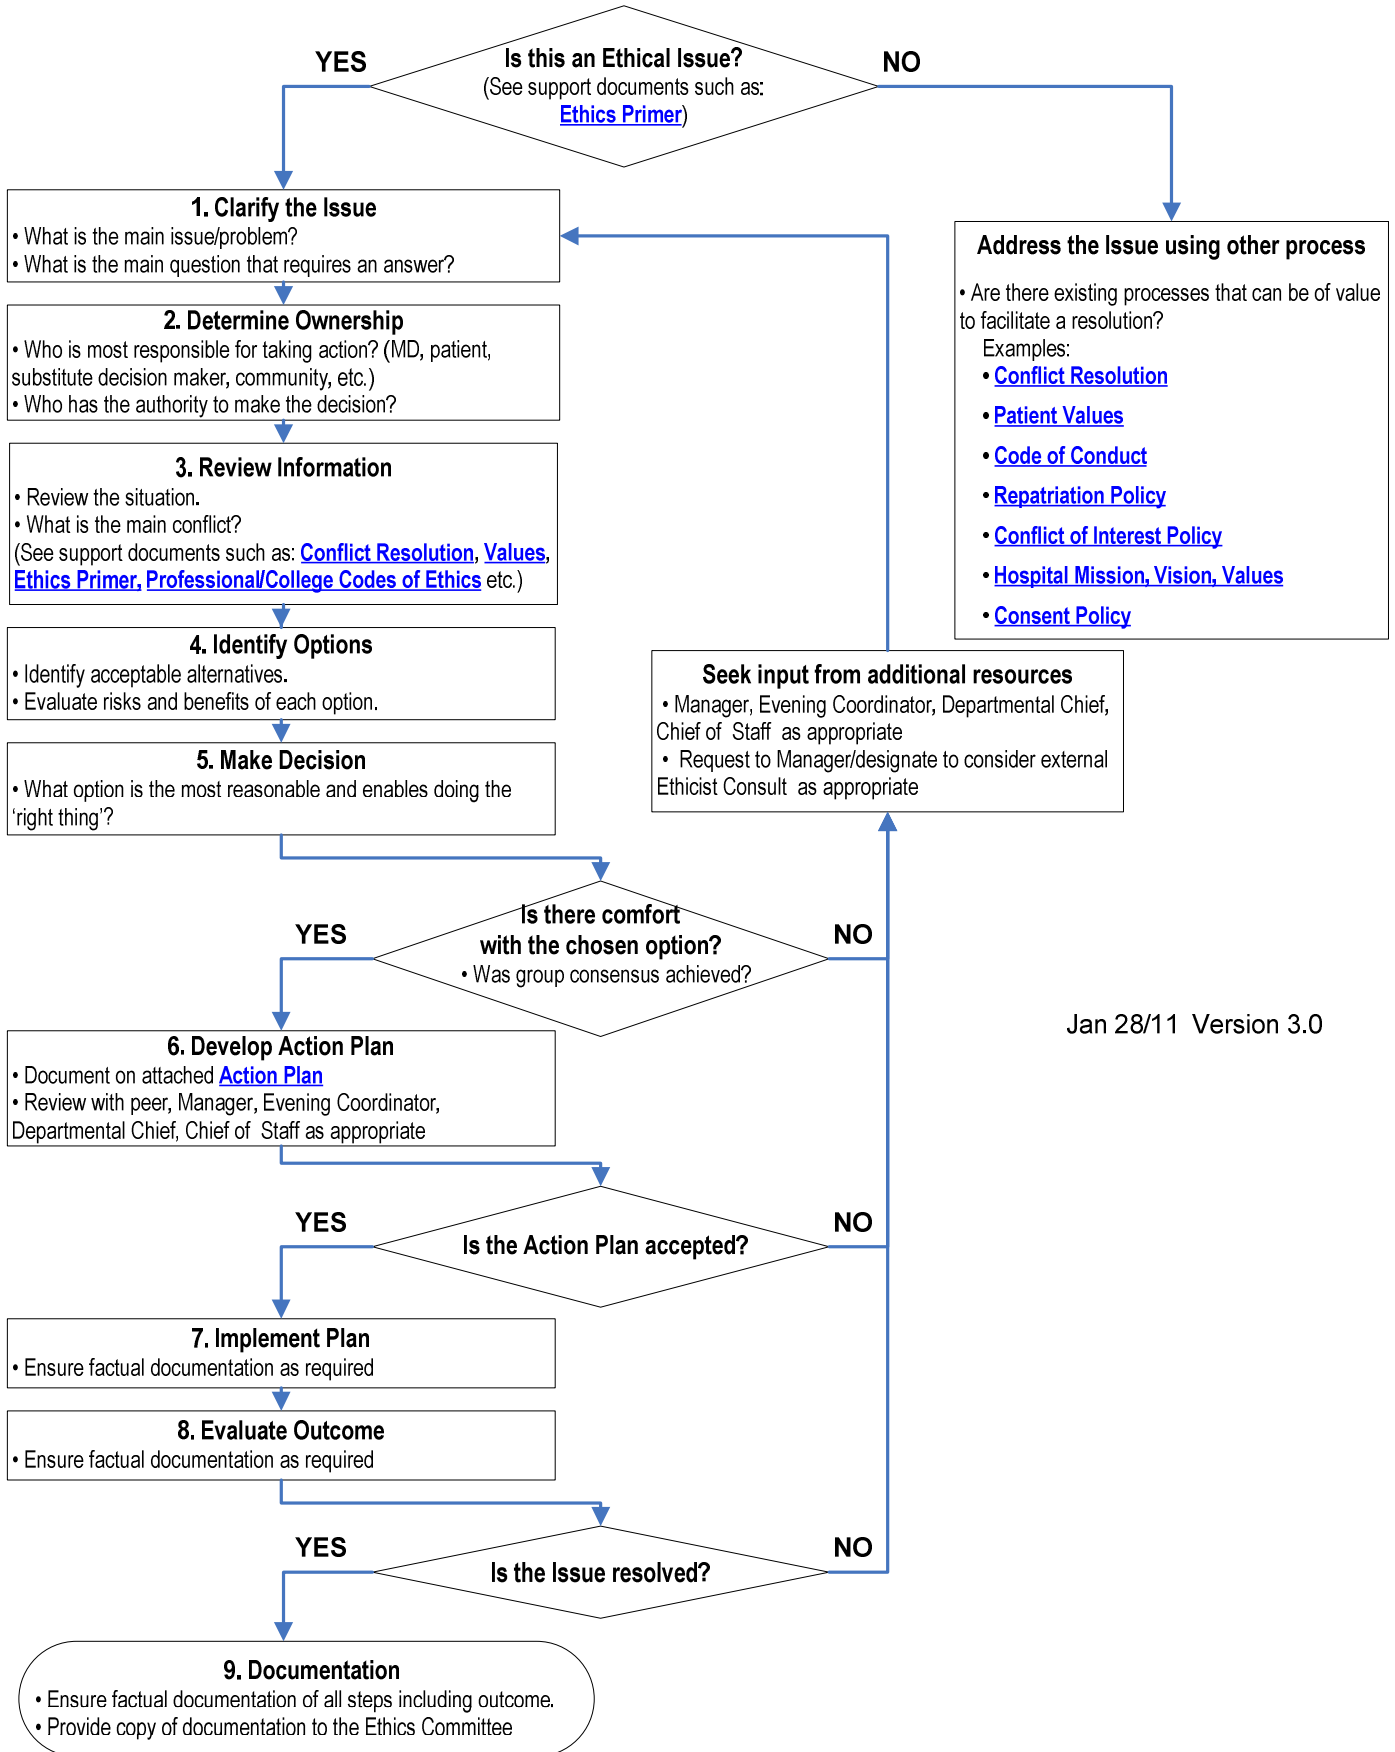 YES
Is this an Ethical Issue?
NO
(See support documents such as:
Ethics Primer)
1. Clarify the Issue
• What is the main issue/problem?
• What is the main question that requires an answer?
Address the Issue using other process
• Are there existing processes that can be of value
to facilitate a resolution?
Examples:
• Conflict Resolution
• Patient Values
• Code of Conduct
• Repatriation Policy
• Conflict of Interest Policy
• Hospital Mission, Vision, Values
• Consent Policy
2. Determine Ownership
• Who is most responsible for taking action? (MD, patient,
substitute decision maker, community, etc.)
• Who has the authority to make the decision?
3. Review Information
• Review the situation.
• What is the main conflict?
(See support documents such as: Conflict Resolution, Values,
Ethics Primer, Professional/College Codes of Ethics etc.)
4. Identify Options
• Identify acceptable alternatives.
• Evaluate risks and benefits of each option.
Seek input from additional resources
• Manager, Evening Coordinator, Departmental Chief,
Chief of Staff as appropriate
• Request to Manager/designate to consider external
Ethicist Consult as appropriate
5. Make Decision
• What option is the most reasonable and enables doing the
‘right thing’?
YES
Is there comfort
with the chosen option?
• Was group consensus achieved?
NO
Jan 28/11 Version 3.0
6. Develop Action Plan
• Document on attached Action Plan
• Review with peer, Manager, Evening Coordinator,
Departmental Chief, Chief of Staff as appropriate
YES
Is the Action Plan accepted?
NO
7. Implement Plan
• Ensure factual documentation as required
8. Evaluate Outcome
• Ensure factual documentation as required
YES
Is the Issue resolved?
NO
9. Documentation
• Ensure factual documentation of all steps including outcome.
• Provide copy of documentation to the Ethics Committee